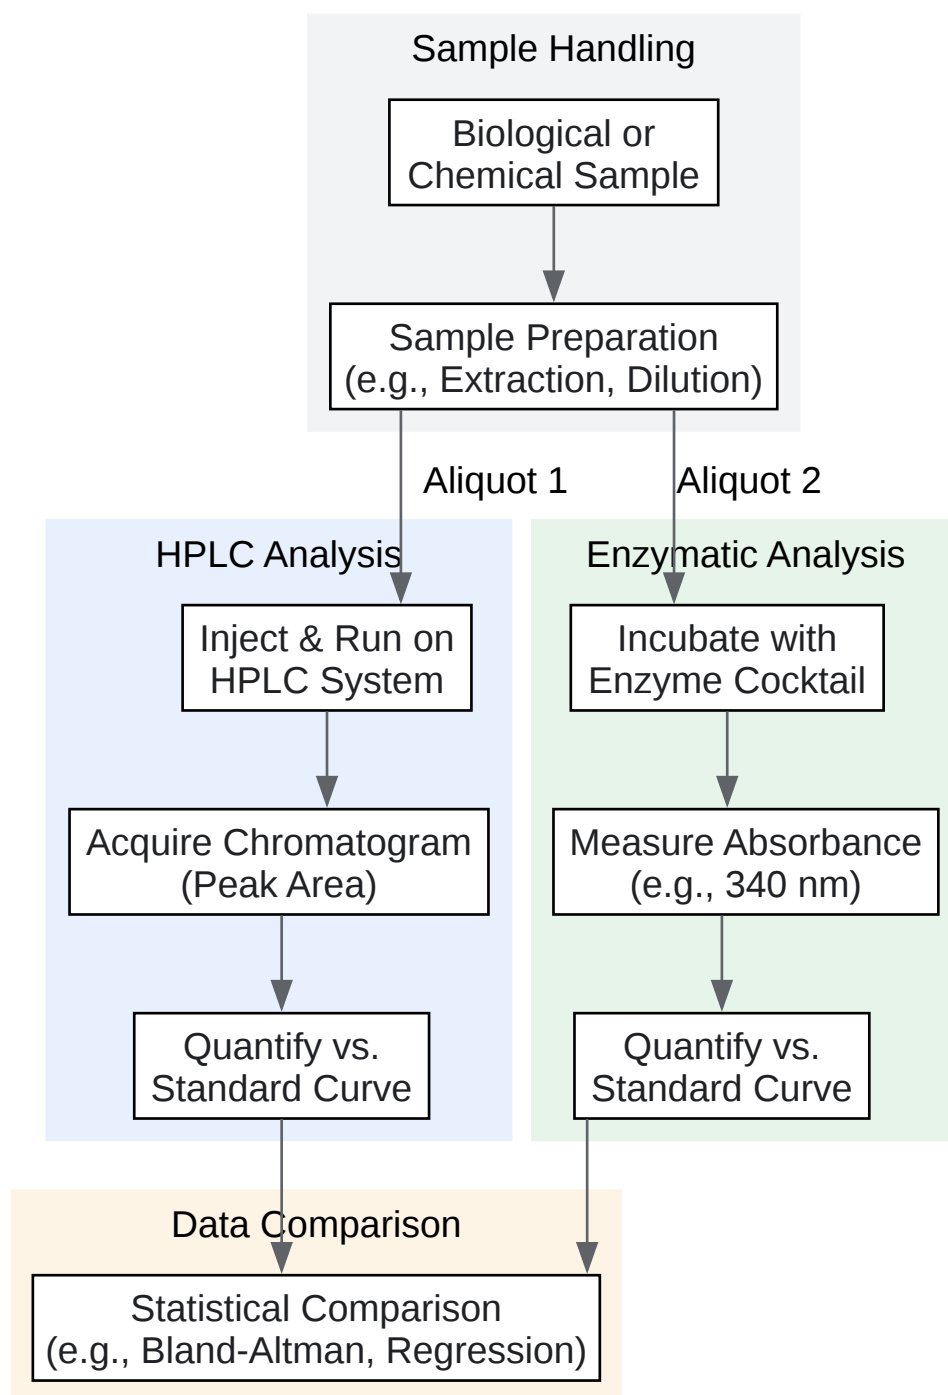 Sample Handling
Biological or
Chemical Sample
Sample Preparation
(e.g., Extraction, Dilution)
Aliquot 1
Aliquot 2
HPLC Analysis
Inject & Run on
HPLC System
Acquire Chromatogram
(Peak Area)
Quantify vs.
Standard Curve
Enzymatic Analysis
Incubate with
Enzyme Cocktail
Measure Absorbance
(e.g., 340 nm)
Quantify vs.
Standard Curve
Data Comparison
Statistical Comparison
(e.g., Bland-Altman, Regression)